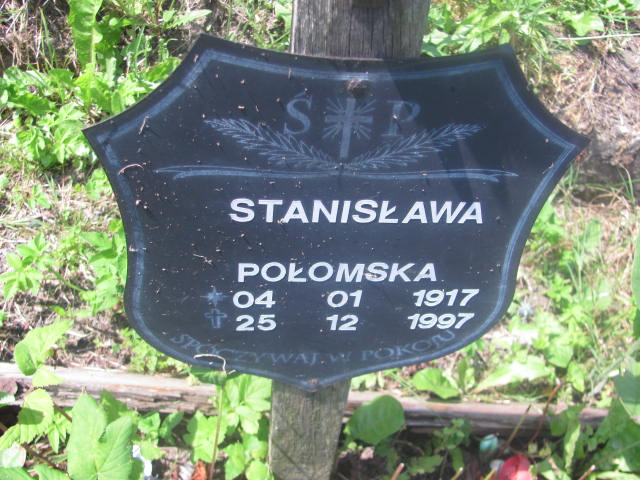 Ś P
STANISŁAWA
POŁOMSKA
* 04 01 1917
✝ 25 12 1997
SPOCZYWAJ W POKOJU